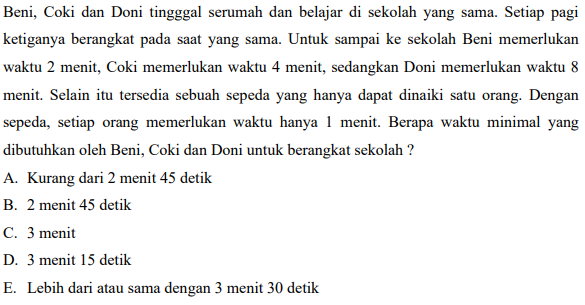 Beni, Coki dan Doni tingggal serumah dan belajar di sekolah yang sama. Setiap pagi
ketiganya berangkat pada saat yang sama. Untuk sampai ke sekolah Beni memerlukan
waktu 2 menit, Coki memerlukan waktu 4 menit, sedangkan Doni memerlukan waktu 8
menit. Selain itu tersedia sebuah sepeda yang hanya dapat dinaiki satu orang. Dengan
sepeda, setiap orang memerlukan waktu hanya 1 menit. Berapa waktu minimal yang
dibutuhkan oleh Beni, Coki dan Doni untuk berangkat sekolah ?
A. Kurang dari 2 menit 45 detik
B. 2 menit 45 detik
C. 3 menit
D. 3 menit 15 detik
E. Lebih dari atau sama dengan 3 menit 30 detik